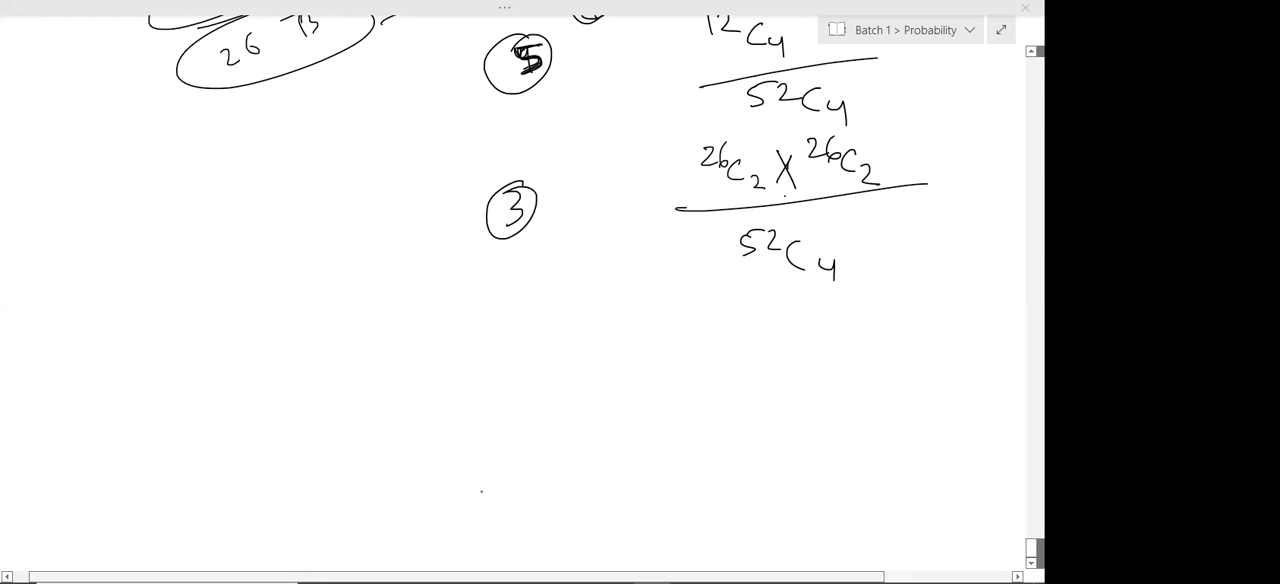 Batch 1 > Probability
26 13
5
12C4
52C4
26C2 X 26C2
3
52C4